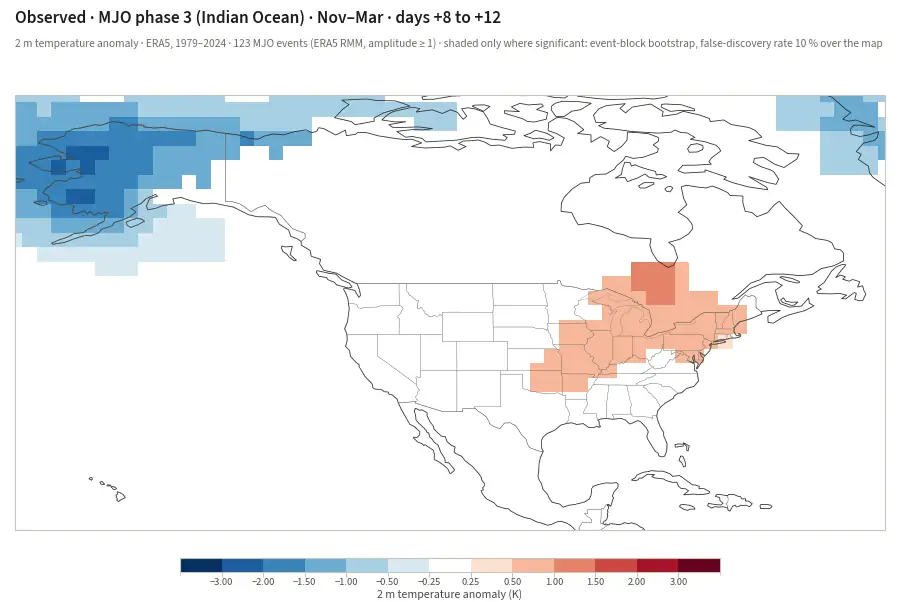 Observed · MJO phase 3 (Indian Ocean) · Nov–Mar · days +8 to +12
2 m temperature anomaly · ERA5, 1979–2024 · 123 MJO events (ERA5 RMM, amplitude ≥ 1) · shaded only where significant: event-block bootstrap, false-discovery rate 10 % over the map
−3.00 −2.00 −1.50 −1.00 −0.50 −0.25 0.25 0.50 1.00 1.50 2.00 3.00
2 m temperature anomaly (K)